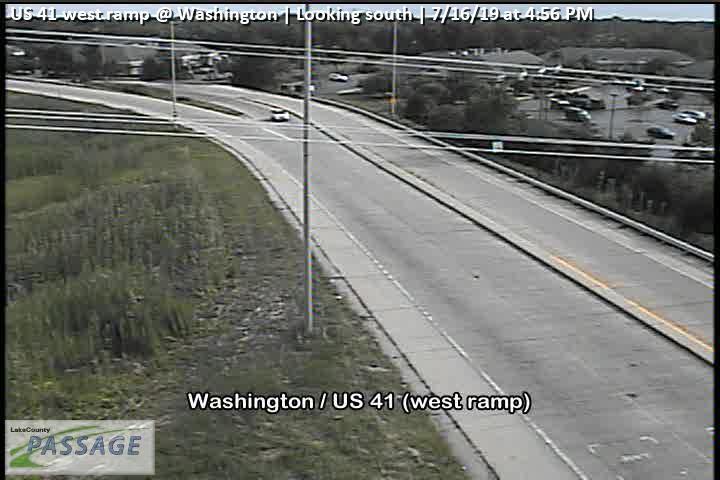 US 41 west ramp @ Washington | Looking south | 7/16/19 at 4:56 PM
Washington / US 41 (west ramp)
LakeCounty
PASSAGE